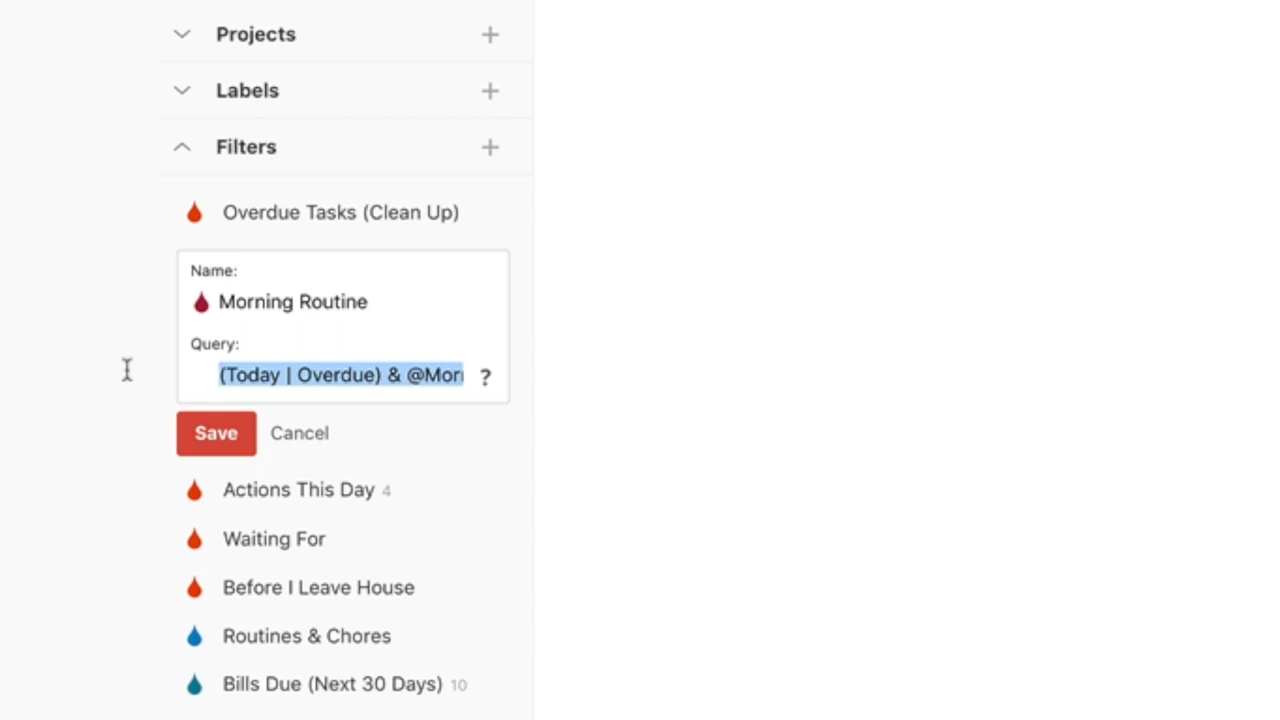 Projects
Labels
Filters
Overdue Tasks (Clean Up)
Name:
Morning Routine
Query:
(Today | Overdue) & @Mor
?
Save Cancel
Actions This Day 4
Waiting For
Before I Leave House
Routines & Chores
Bills Due (Next 30 Days) 10